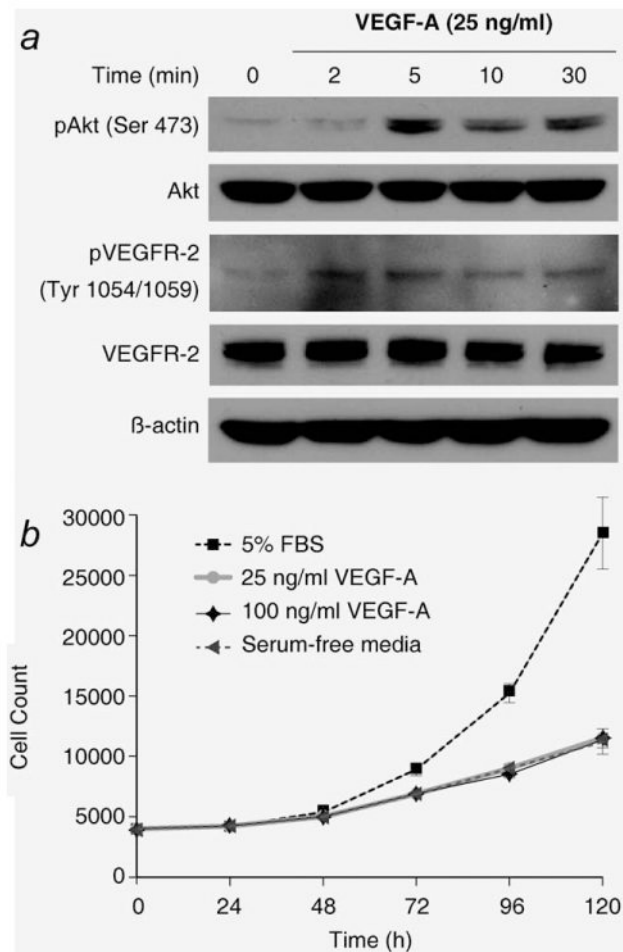 a
VEGF-A (25 ng/ml)
Time (min) 0 2 5 10 30
pAkt (Ser 473)
Akt
pVEGFR-2
(Tyr 1054/1059)
VEGFR-2
ß-actin
b
30000
25000
20000
15000
10000
5000
0
Cell Count
5% FBS
25 ng/ml VEGF-A
100 ng/ml VEGF-A
Serum-free media
0 24 48 72 96 120
Time (h)